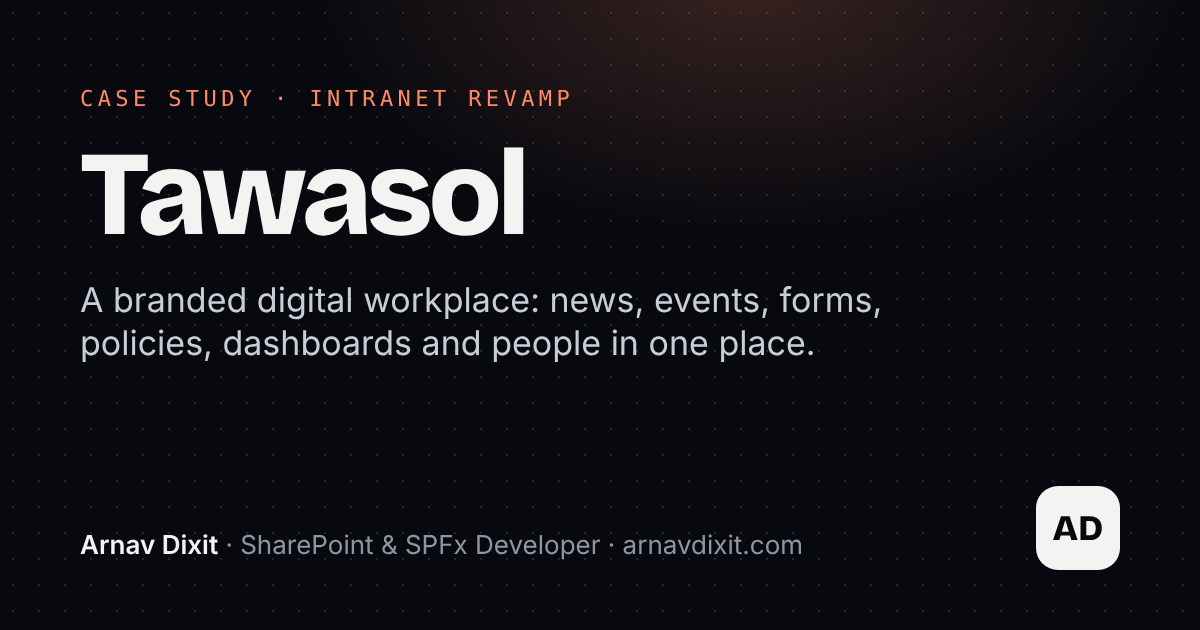 CASE STUDY · INTRANET REVAMP
Tawasol
A branded digital workplace: news, events, forms,
policies, dashboards and people in one place.
Arnav Dixit · SharePoint & SPFx Developer · arnavdixit.com
AD